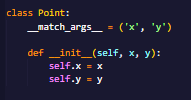 class Point:
    __match_args__ = ('x', 'y')

    def __init__(self, x, y):
        self.x = x
        self.y = y